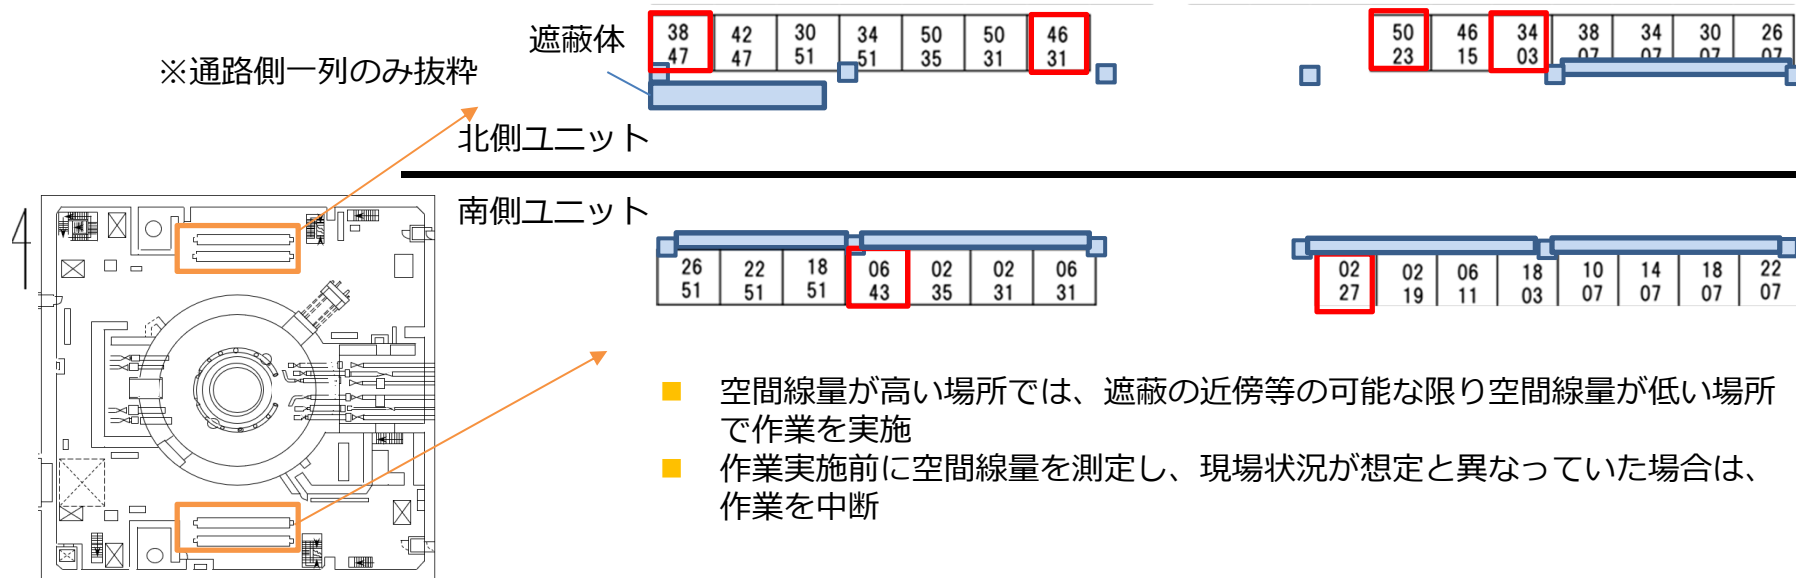 遮蔽体
※通路側一列のみ抜粋
38 42 30 34 50 50 46
47 47 51 51 35 31 31
50 46 34 38 34 30 26
23 15 03 07 07 07 07
北側ユニット
南側ユニット
26 22 18 06 02 02 06
51 51 51 43 35 31 31
02 02 06 18 10 14 18 22
27 19 11 03 07 07 07 07
■ 空間線量が高い場所では、遮蔽の近傍等の可能な限り空間線量が低い場所
で作業を実施
■ 作業実施前に空間線量を測定し、現場状況が想定と異なっていた場合は、
作業を中断